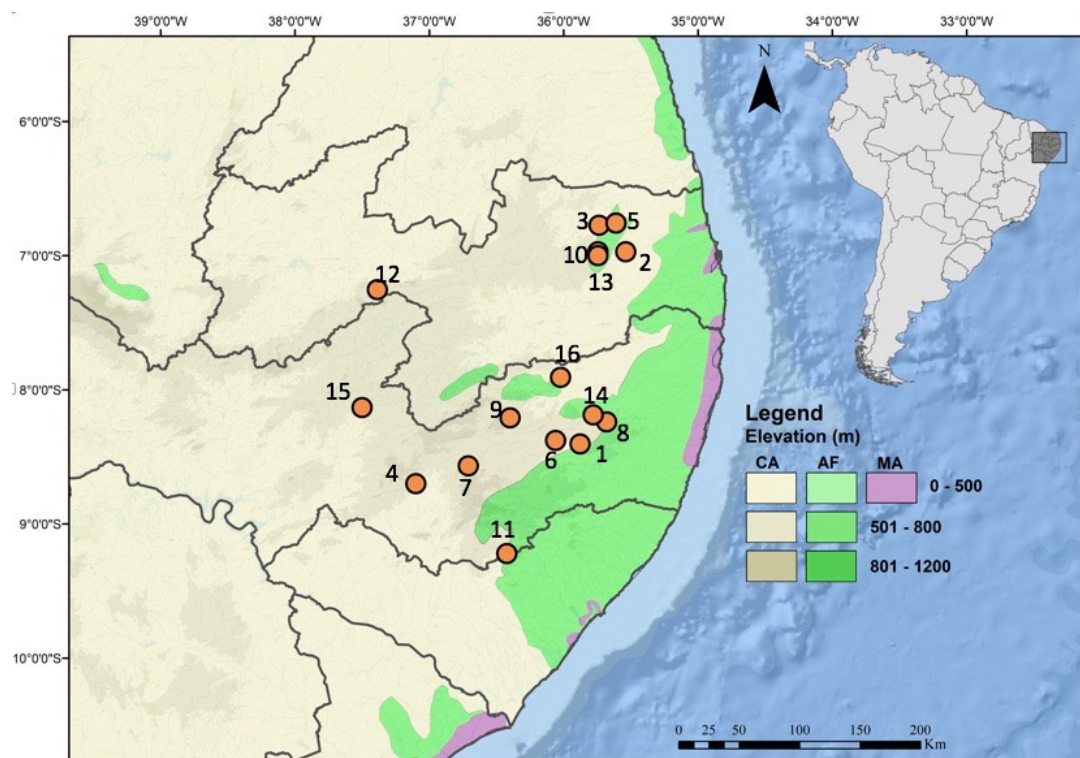 39°0'0"W 38°0'0"W 37°0'0"W 36°0'0"W 35°0'0"W 34°0'0"W 33°0'0"W
N
6°0'0"S
3 5
7°0'0"S
10 2
13
12
16
8°0'0"S
15
14
9
8
6 1
4 7
9°0'0"S
11
10°0'0"S
Legend
Elevation (m)
CA AF MA
0 - 500
501 - 800
801 - 1200
0 25 50 100 150 200
Km